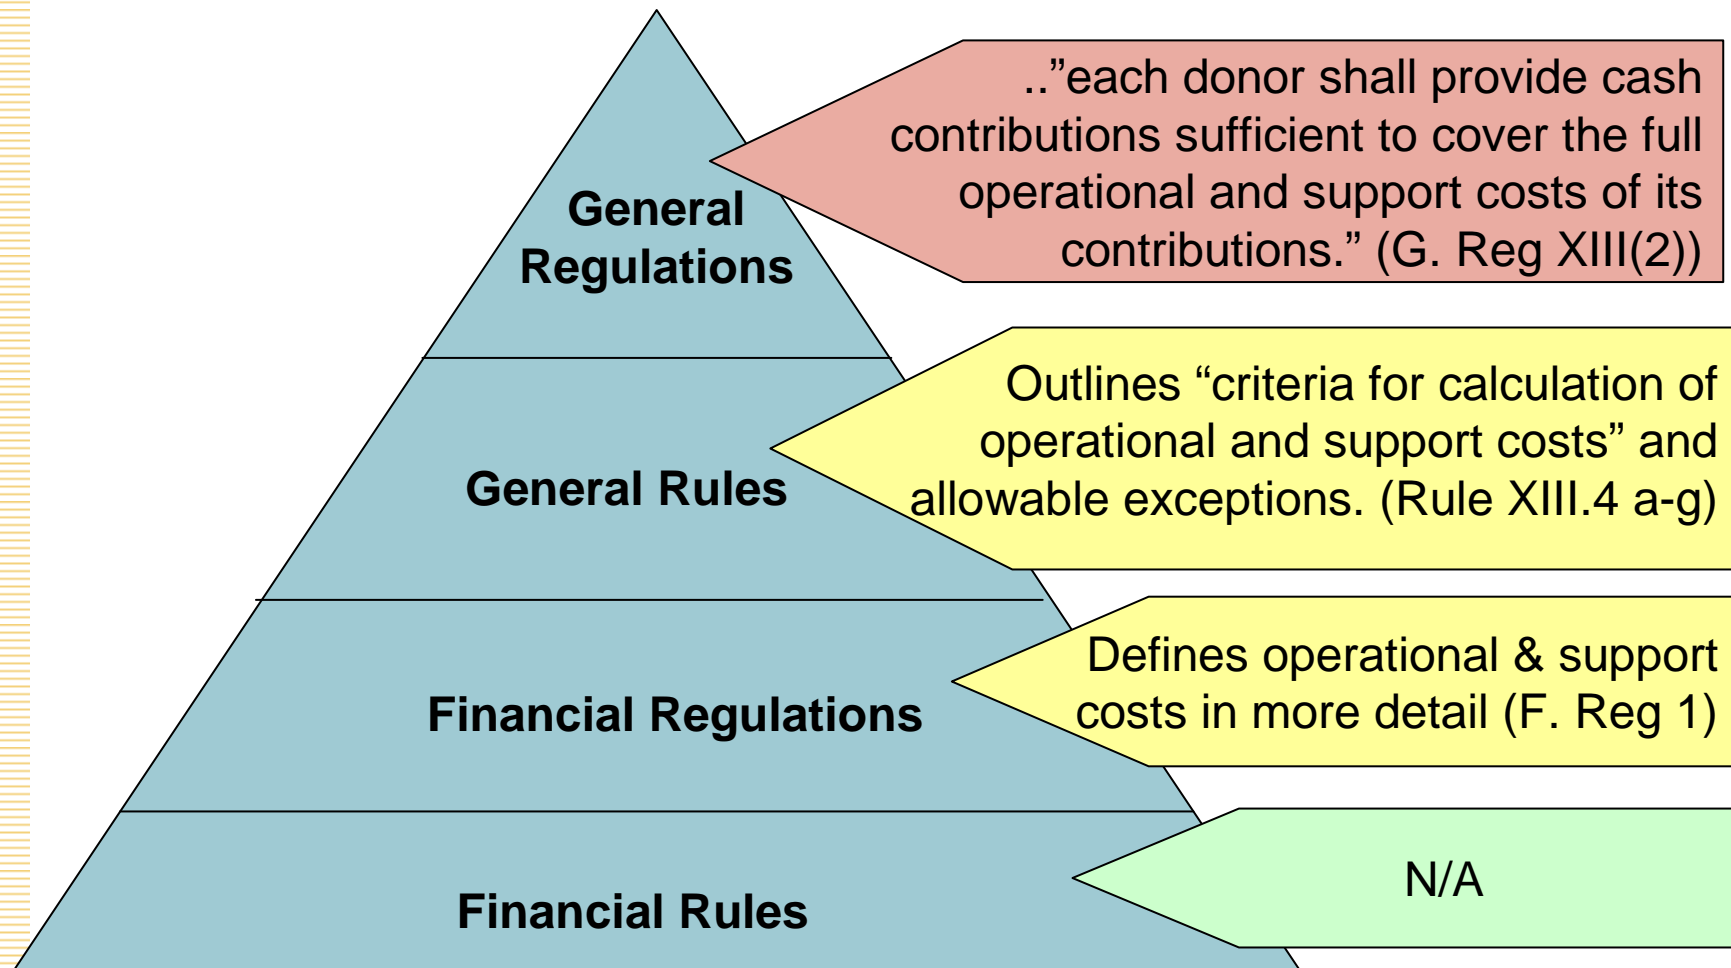 .."each donor shall provide cash
contributions sufficient to cover the full
operational and support costs of its
contributions.” (G. Reg XIII(2))
General
Regulations
Outlines “criteria for calculation of
operational and support costs” and
allowable exceptions. (Rule XIII.4 a-g)
General Rules
Defines operational & support
costs in more detail (F. Reg 1)
Financial Regulations
N/A
Financial Rules